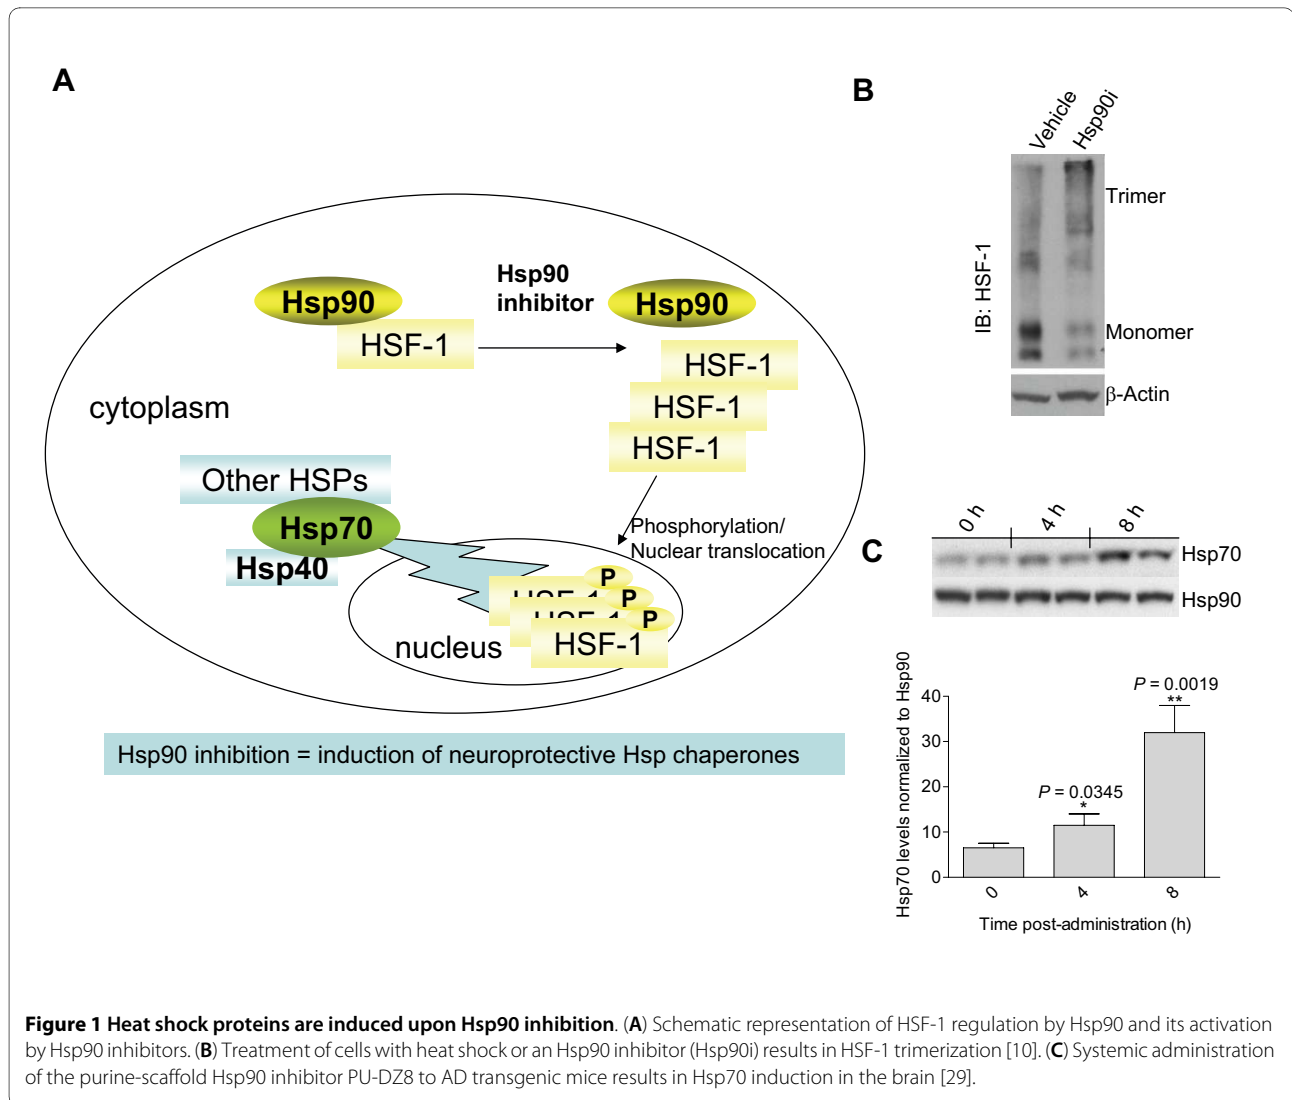 A
Hsp90
HSF-1
Hsp90
inhibitor
Hsp90
HSF-1
HSF-1
HSF-1
cytoplasm
Other HSPs
Hsp70
Hsp40
Phosphorylation/
Nuclear translocation
P
P
P
HSF-1
HSF-1
HSF-1
nucleus
Hsp90 inhibition = induction of neuroprotective Hsp chaperones
B
Vehicle
Hsp90i
IB: HSF-1
Trimer
Monomer
β-Actin
C
0 h
4 h
8 h
Hsp70
Hsp90
Hsp70 levels normalized to Hsp90
40
30
20
10
0
P = 0.0345
*
P = 0.0019
**
0
4
8
Time post-administration (h)
Figure 1 Heat shock proteins are induced upon Hsp90 inhibition. (A) Schematic representation of HSF-1 regulation by Hsp90 and its activation
by Hsp90 inhibitors. (B) Treatment of cells with heat shock or an Hsp90 inhibitor (Hsp90i) results in HSF-1 trimerization [10]. (C) Systemic administration
of the purine-scaffold Hsp90 inhibitor PU-DZ8 to AD transgenic mice results in Hsp70 induction in the brain [29].